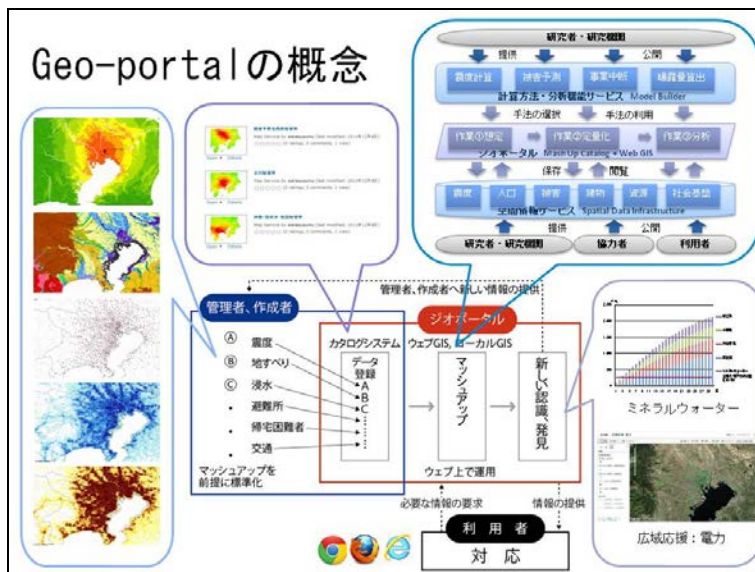 Geo-portalの概念
研究者・研究機関
提供
公開
震度計算
被害予測
事業中断
曝露量算出
計算方法・分析機能サービス Model Builder
手法の選択
手法の利用
作業①想定
作業②定量化
作業③分析
ジオポータル Mash Up Catalog + Web GIS
保存
閲覧
震度
人口
被害
建物
資源
社会基盤
空間情報サービス Spatial Data Infrastructure
提供
公開
研究者・研究機関
協力者
利用者
管理者、作成者へ新しい情報の提供
管理者、作成者
Ⓐ 震度
Ⓑ 地すべり
Ⓒ 浸水
・ 避難所
・ 帰宅困難者
・ 交通
マッシュアップを
前提に標準化
ジオポータル
カタログシステム
ウェブGIS, ローカルGIS
データ
登録
A
B
C
マッシュアップ
新しい認識、発見
ウェブ上で運用
必要な情報の要求
情報の提供
利用者
対応
ミネラルウォーター
広域応援：電力